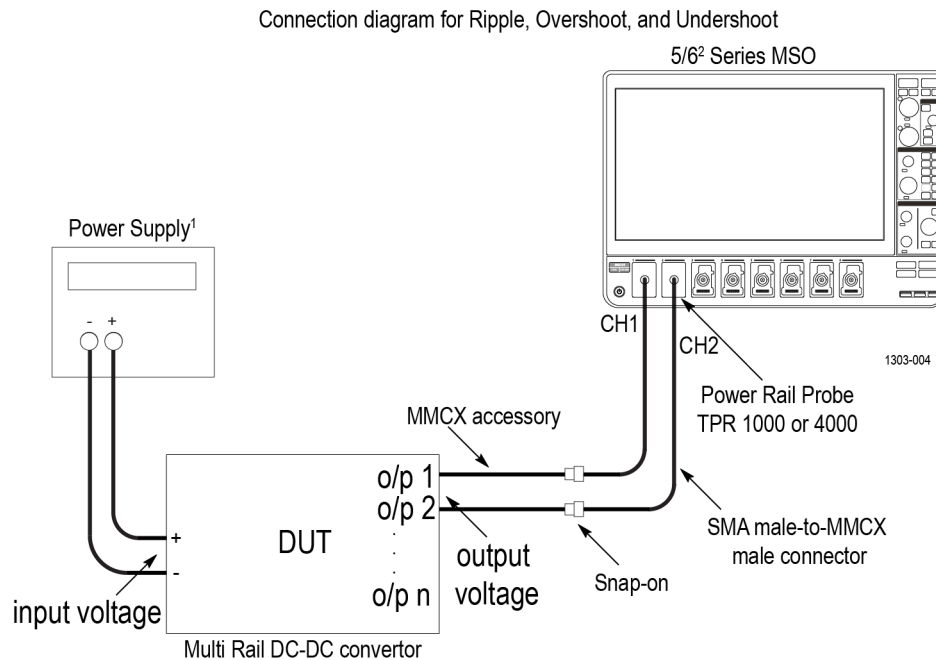 Connection diagram for Ripple, Overshoot, and Undershoot
5/6² Series MSO
Power Supply¹
- +
CH1
CH2
1303-004
Power Rail Probe
TPR 1000 or 4000
MMCX accessory
o/p 1
o/p 2
.
.
.
o/p n
DUT
+
-
input voltage
output
voltage
SMA male-to-MMCX
male connector
Snap-on
Multi Rail DC-DC convertor